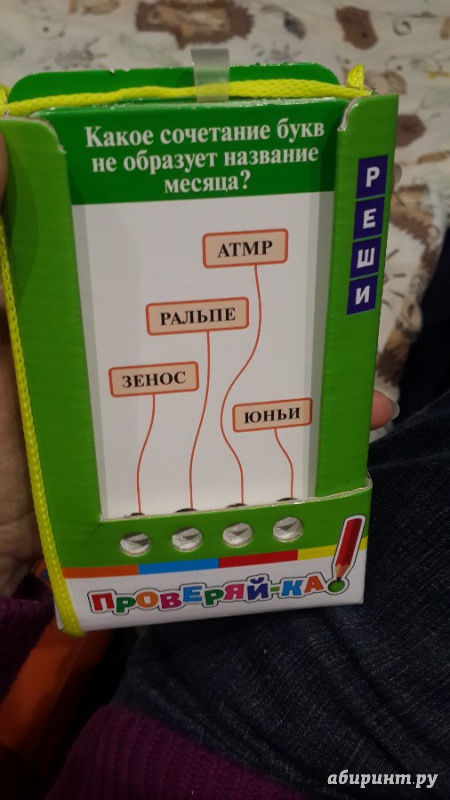 Какое сочетание букв
не образует название
месяца?
АТМР
РАЛЬПЕ
ЗЕНОС
ЮНЬИ
РЕШИ
ПРОВЕРЯЙ-КА!
абиринт.ру